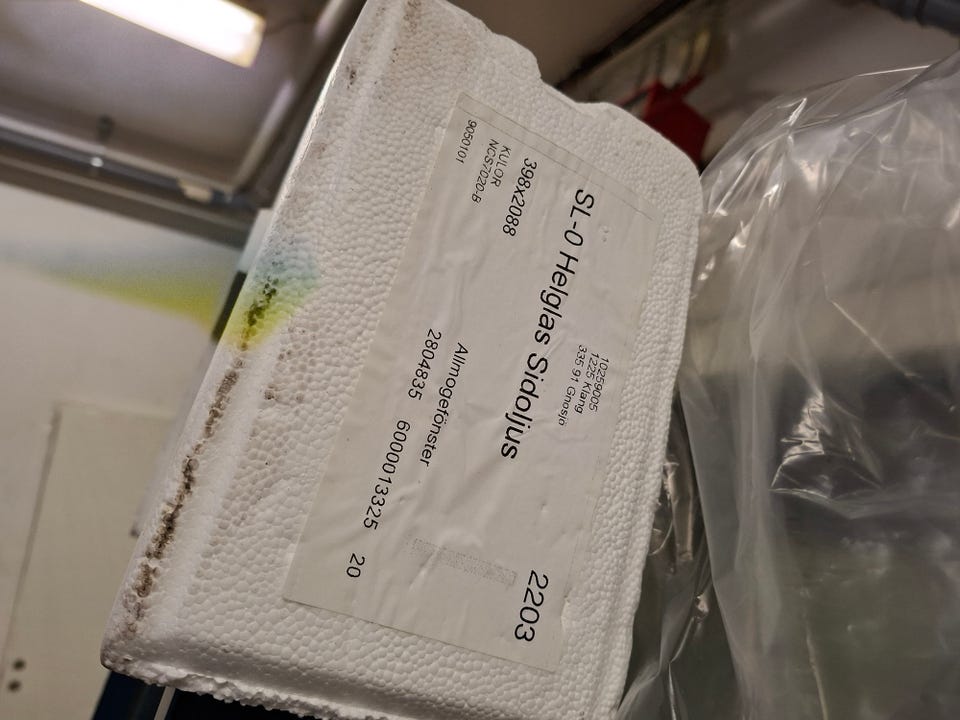 10259005
1225 Klang
335 91 Gnosjö
SL-0 Helglas Sidoljus
2203
398x2088
KULÖR
NCS7020-B
9050101
Allmogefönster
2804835 6000013325 20